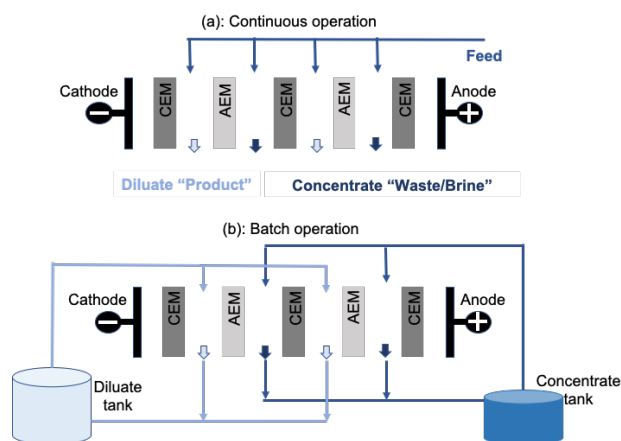 (a): Continuous operation
Feed
Cathode
Anode
CEM
AEM
CEM
AEM
CEM
Diluate “Product”
Concentrate “Waste/Brine”
(b): Batch operation
Cathode
Anode
CEM
AEM
CEM
AEM
CEM
Diluate
tank
Concentrate
tank